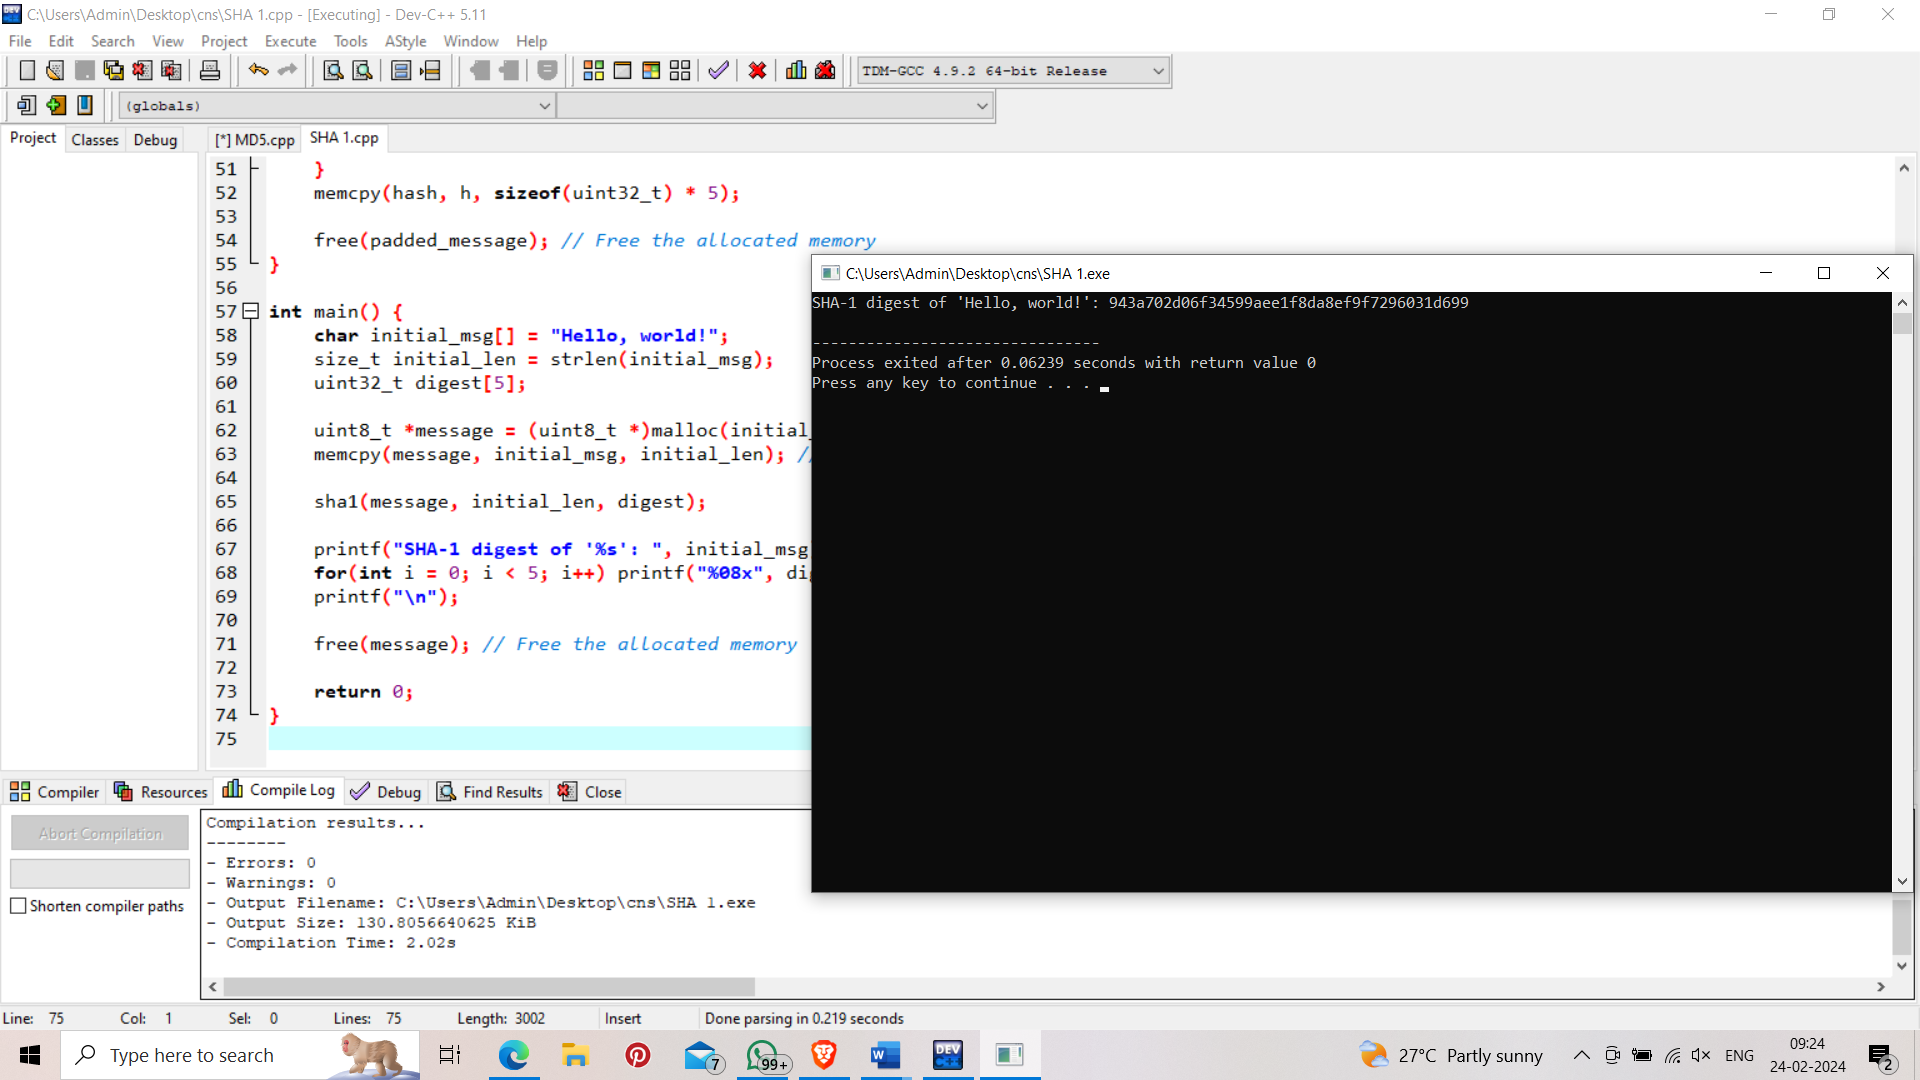 C:\Users\Admin\Desktop\cns\SHA 1.cpp - [Executing] - Dev-C++ 5.11
File Edit Search View Project Execute Tools AStyle Window Help
TDM-GCC 4.9.2 64-bit Release
(globals)
Project Classes Debug [*] MD5.cpp SHA 1.cpp
51 }
52 memcpy(hash, h, sizeof(uint32_t) * 5);
53
54 free(padded_message); // Free the allocated memory
55 }
56
57 int main() {
58 char initial_msg[] = "Hello, world!";
59 size_t initial_len = strlen(initial_msg);
60 uint32_t digest[5];
61
62 uint8_t *message = (uint8_t *)malloc(initial_
63 memcpy(message, initial_msg, initial_len); //
64
65 sha1(message, initial_len, digest);
66
67 printf("SHA-1 digest of '%s': ", initial_msg
68 for(int i = 0; i < 5; i++) printf("%08x", dig
69 printf("\n");
70
71 free(message); // Free the allocated memory
72
73 return 0;
74 }
75
C:\Users\Admin\Desktop\cns\SHA 1.exe
SHA-1 digest of 'Hello, world!': 943a702d06f34599aee1f8da8ef9f7296031d699
--------------------------------
Process exited after 0.06239 seconds with return value 0
Press any key to continue . . .
Compiler Resources Compile Log Debug Find Results Close
Abort Compilation
Shorten compiler paths
Compilation results...
--------
- Errors: 0
- Warnings: 0
- Output Filename: C:\Users\Admin\Desktop\cns\SHA 1.exe
- Output Size: 130.8056640625 KiB
- Compilation Time: 2.02s
Line: 75 Col: 1 Sel: 0 Lines: 75 Length: 3002 Insert Done parsing in 0.219 seconds
Type here to search
7
99+
W
DEV C++
27°C Partly sunny
ENG
09:24
24-02-2024
2